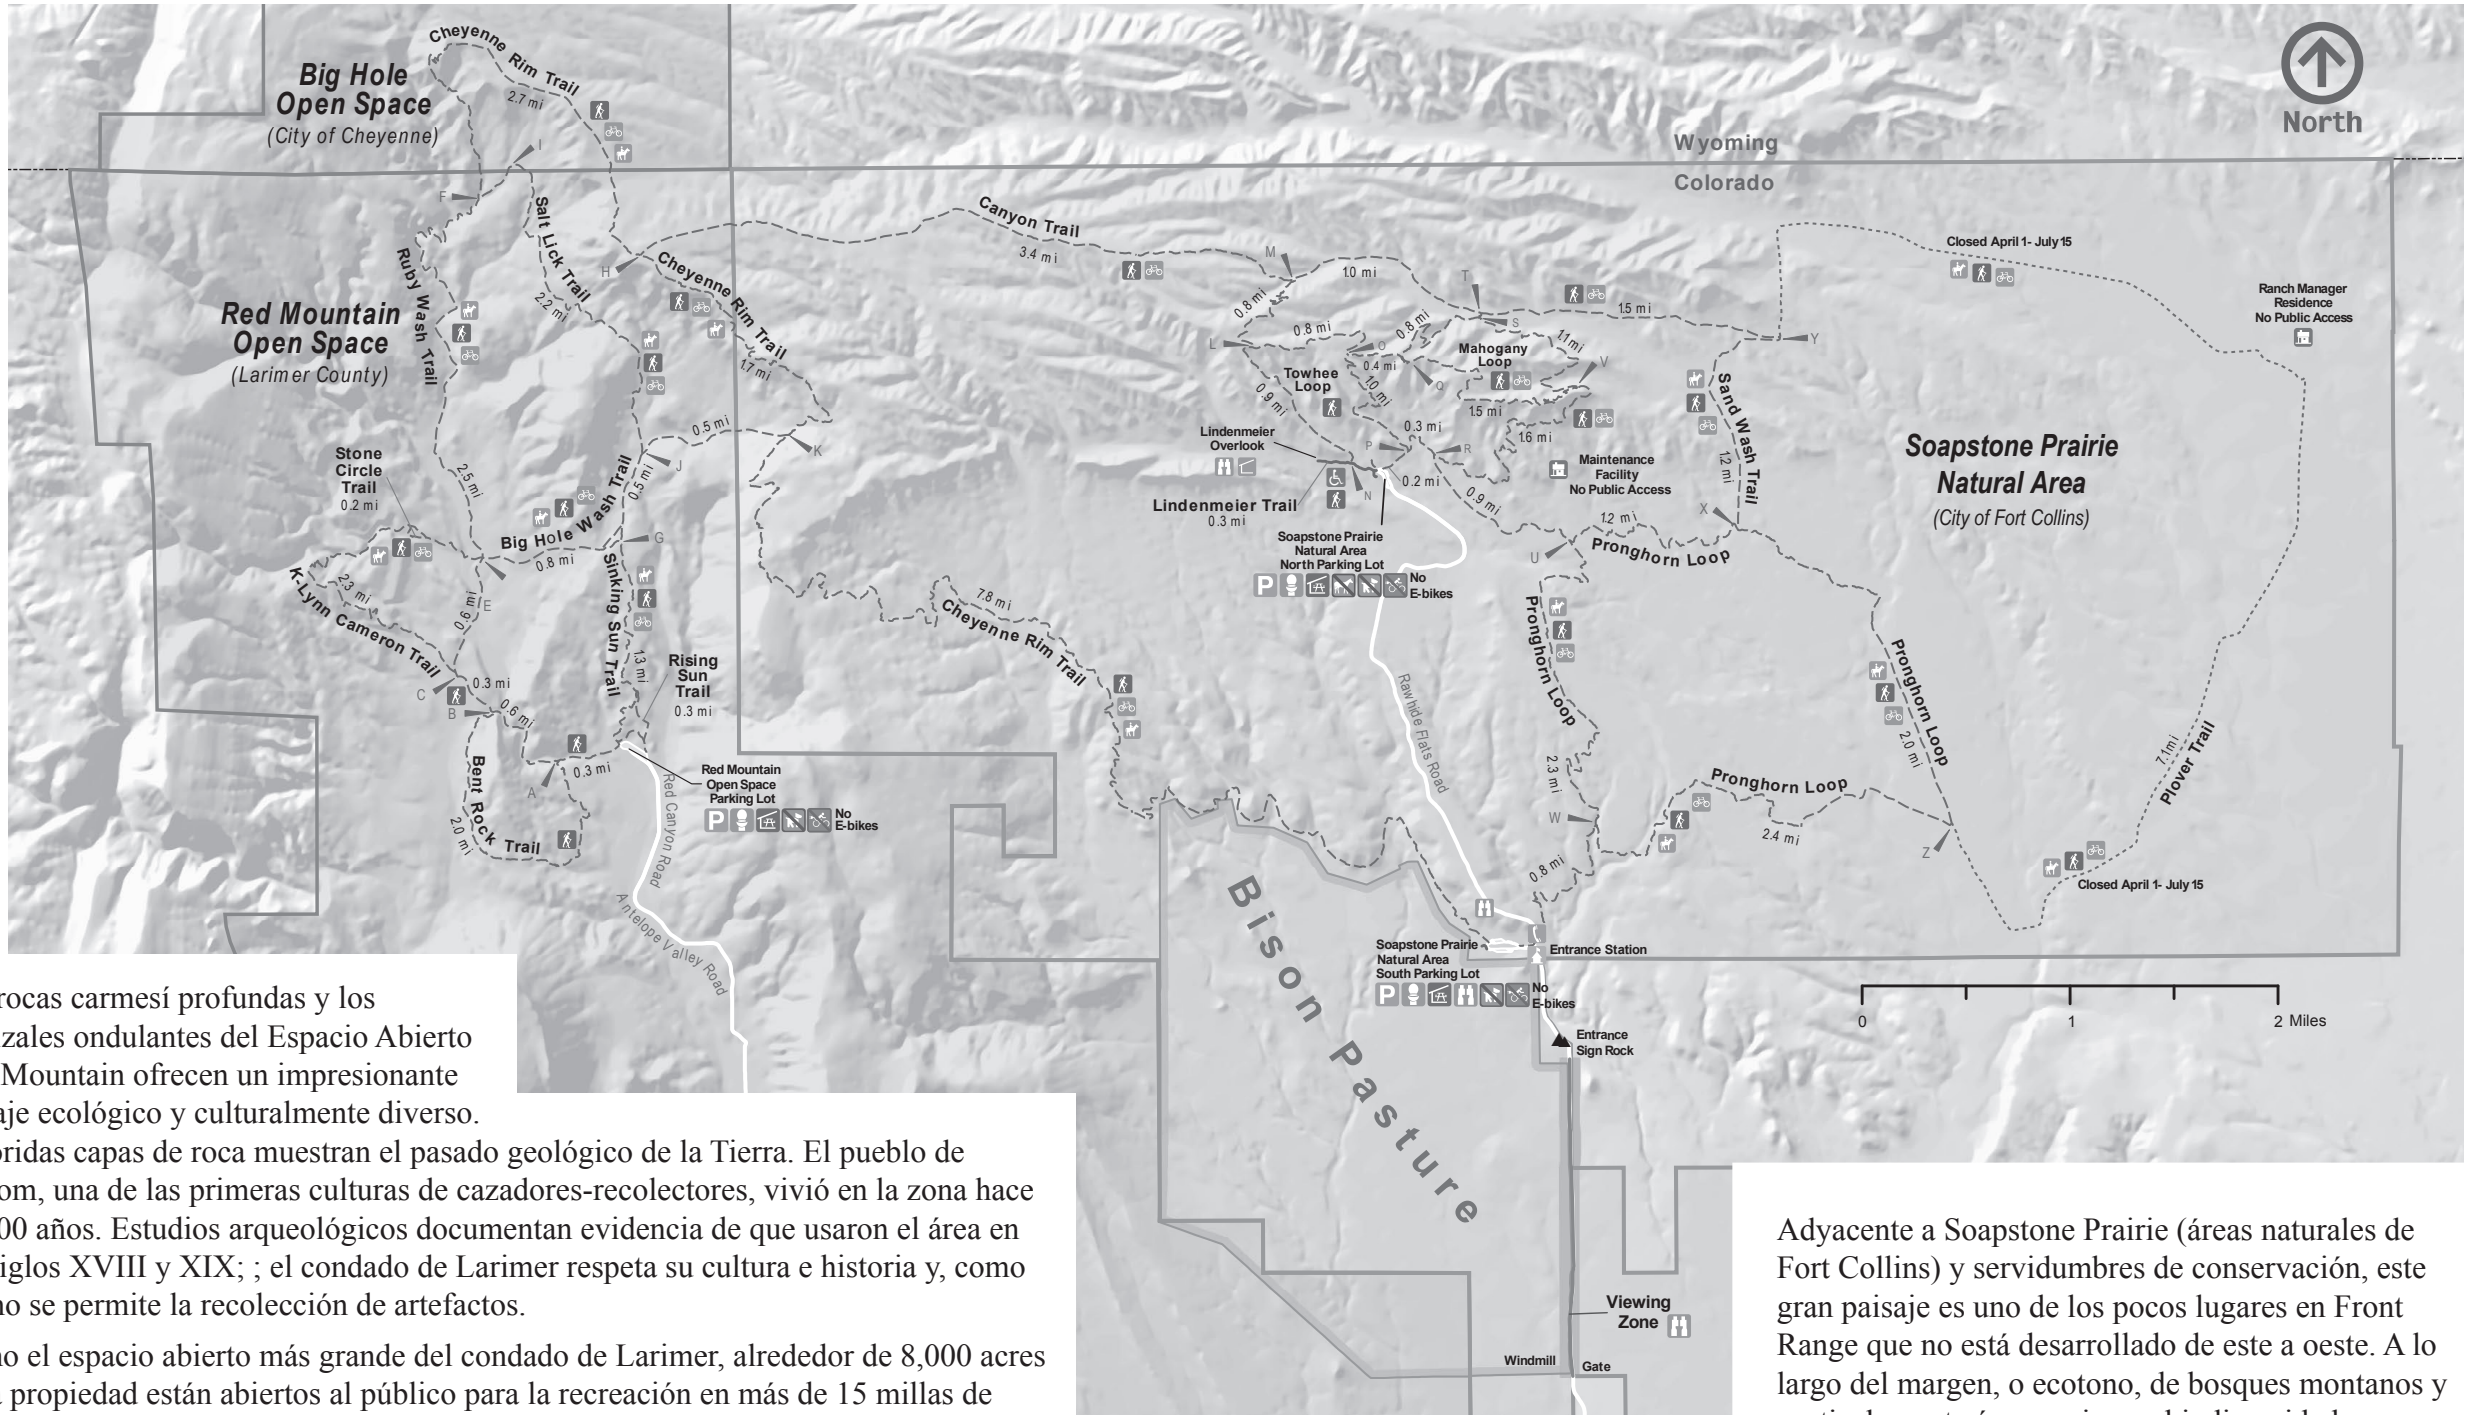 Cheyenne Rim Trail
2.7 mi
Big Hole
Open Space
(City of Cheyenne)
North
Wyoming
Colorado
I
F
Salt Lick Trail
2.2 mi
Ruby Wash Trail
H
Canyon Trail
3.4 mi
Cheyenne Rim Trail
1.7 mi
M
1.0 mi
T
S
1.5 mi
Y
Closed April 1- July 15
Ranch Manager
Residence
No Public Access
Red Mountain
Open Space
(Larimer County)
0.8 mi
L
0.8 mi
0.8 mi
O
0.4 mi
Q
Mahogany
Loop
1.1 mi
V
Towhee
Loop
1.0 mi
0.9 mi
1.5 mi
1.6 mi
0.3 mi
P
R
Sand Wash Trail
1.2 mi
Soapstone Prairie
Natural Area
(City of Fort Collins)
0.5 mi
K
J
Lindenmeier
Overlook
Lindenmeier Trail
0.3 mi
N
0.2 mi
0.9 mi
Maintenance
Facility
No Public Access
Stone
Circle
Trail
0.2 mi
2.5 mi
0.5 mi
Big Hole Wash Trail
0.8 mi
G
E
Soapstone Prairie
Natural Area
North Parking Lot
P
No
E-bikes
1.2 mi
X
U
Pronghorn Loop
K-Lynn Cameron Trail
2.3 mi
0.6 mi
Sinking Sun Trail
1.3 mi
Rising
Sun
Trail
0.3 mi
7.8 mi
Cheyenne Rim Trail
Rawhide Flats Road
Pronghorn Loop
2.3 mi
Pronghorn Loop
2.0 mi
C
0.3 mi
B
0.6 mi
A
0.3 mi
Bent Rock Trail
2.0 mi
Red Mountain
Open Space
Parking Lot
P
No
E-bikes
Red Canyon Road
Antelope Valley Road
W
0.8 mi
Pronghorn Loop
2.4 mi
Z
7.1 mi
Plover Trail
Closed April 1- July 15
Bison Pasture
Soapstone Prairie
Natural Area
South Parking Lot
P
No
E-bikes
Entrance Station
Entrance
Sign Rock
0
1
2 Miles
Viewing
Zone
Windmill
Gate
rocas carmesí profundas y los
zales ondulantes del Espacio Abierto
Mountain ofrecen un impresionante
aje ecológico y culturalmente diverso.
oridas capas de roca muestran el pasado geológico de la Tierra. El pueblo de
om, una de las primeras culturas de cazadores-recolectores, vivió en la zona hace
00 años. Estudios arqueológicos documentan evidencia de que usaron el área en
iglos XVIII y XIX; ; el condado de Larimer respeta su cultura e historia y, como
no se permite la recolección de artefactos.
no el espacio abierto más grande del condado de Larimer, alrededor de 8,000 acres
a propiedad están abiertos al público para la recreación en más de 15 millas de
Adyacente a Soapstone Prairie (áreas naturales de
Fort Collins) y servidumbres de conservación, este
gran paisaje es uno de los pocos lugares en Front
Range que no está desarrollado de este a oeste. A lo
largo del margen, o ecotono, de bosques montanos y